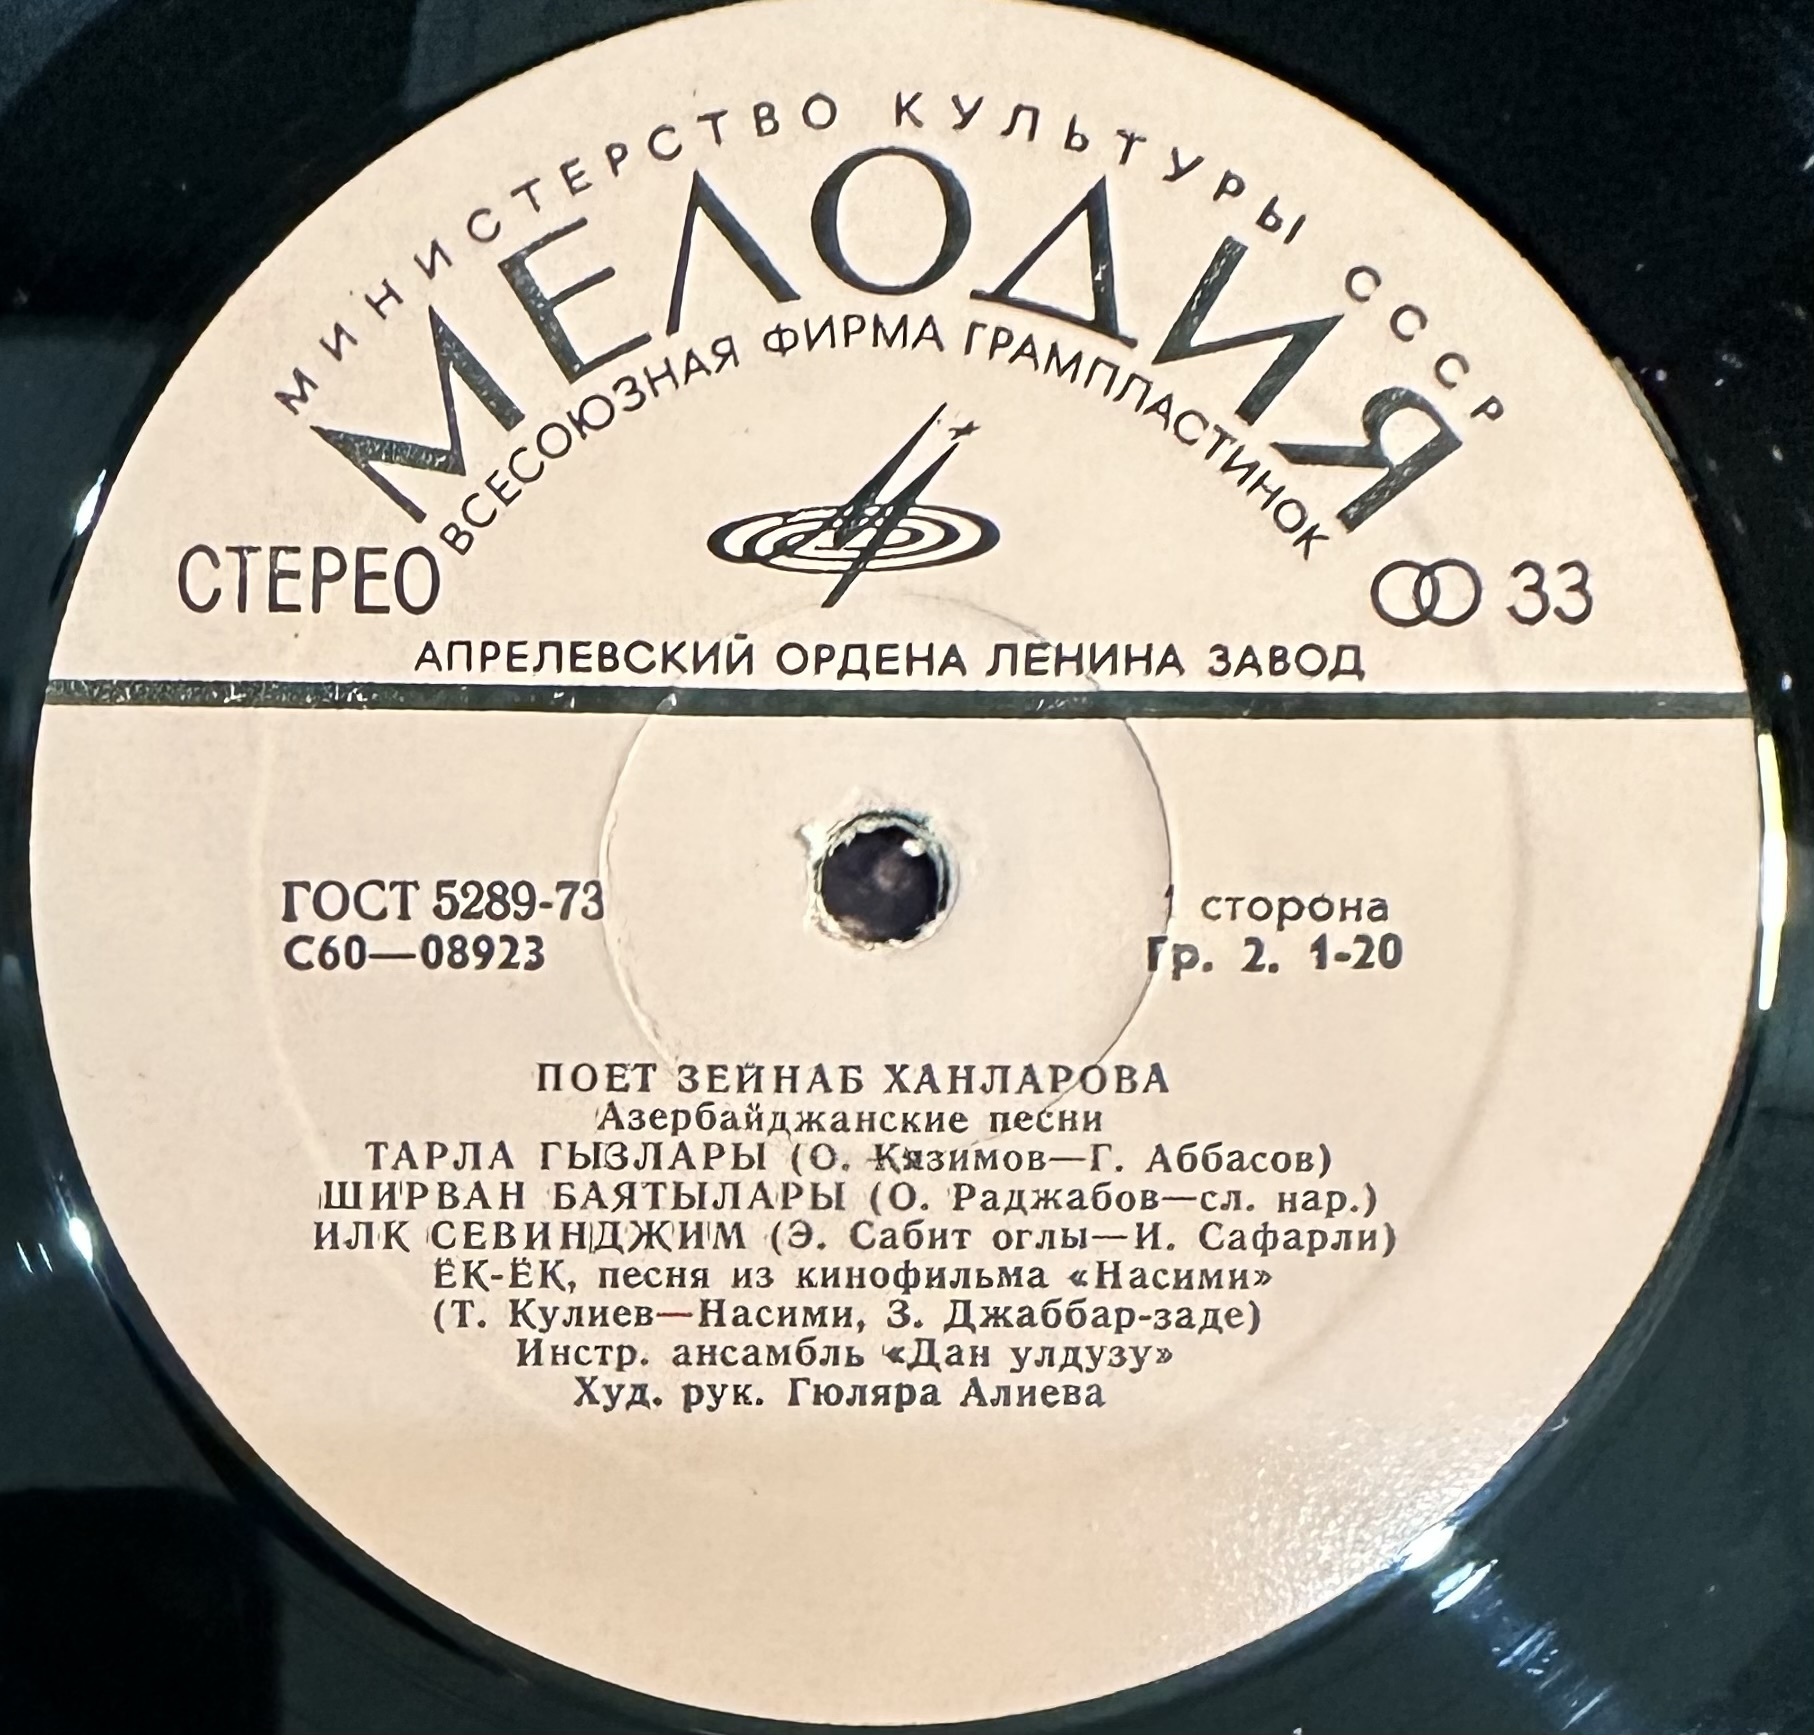 МИНИСТЕРСТВО КУЛЬТУРЫ СССР
МЕЛОДИЯ
ВСЕСОЮЗНАЯ ФИРМА ГРАМПЛАСТИНОК
СТЕРЕО
33
АПРЕЛЕВСКИЙ ОРДЕНА ЛЕНИНА ЗАВОД
ГОСТ 5289-73
С60—08923
1 сторона
Гр. 2. 1-20
ПОЕТ ЗЕЙНАБ ХАНЛАРОВА
Азербайджанские песни
ТАРЛА ГЫЗЛАРЫ (О. Кязимов—Г. Аббасов)
ШИРВАН БАЯТЫЛАРЫ (О. Раджабов—сл. нар.)
ИЛК СЕВИНДЖИМ (Э. Сабит оглы—И. Сафарли)
ЁК-ЁК, песня из кинофильма «Насими»
(Т. Кулиев—Насими, З. Джаббар-заде)
Инстр. ансамбль «Дан улдузу»
Худ. рук. Гюляра Алиева